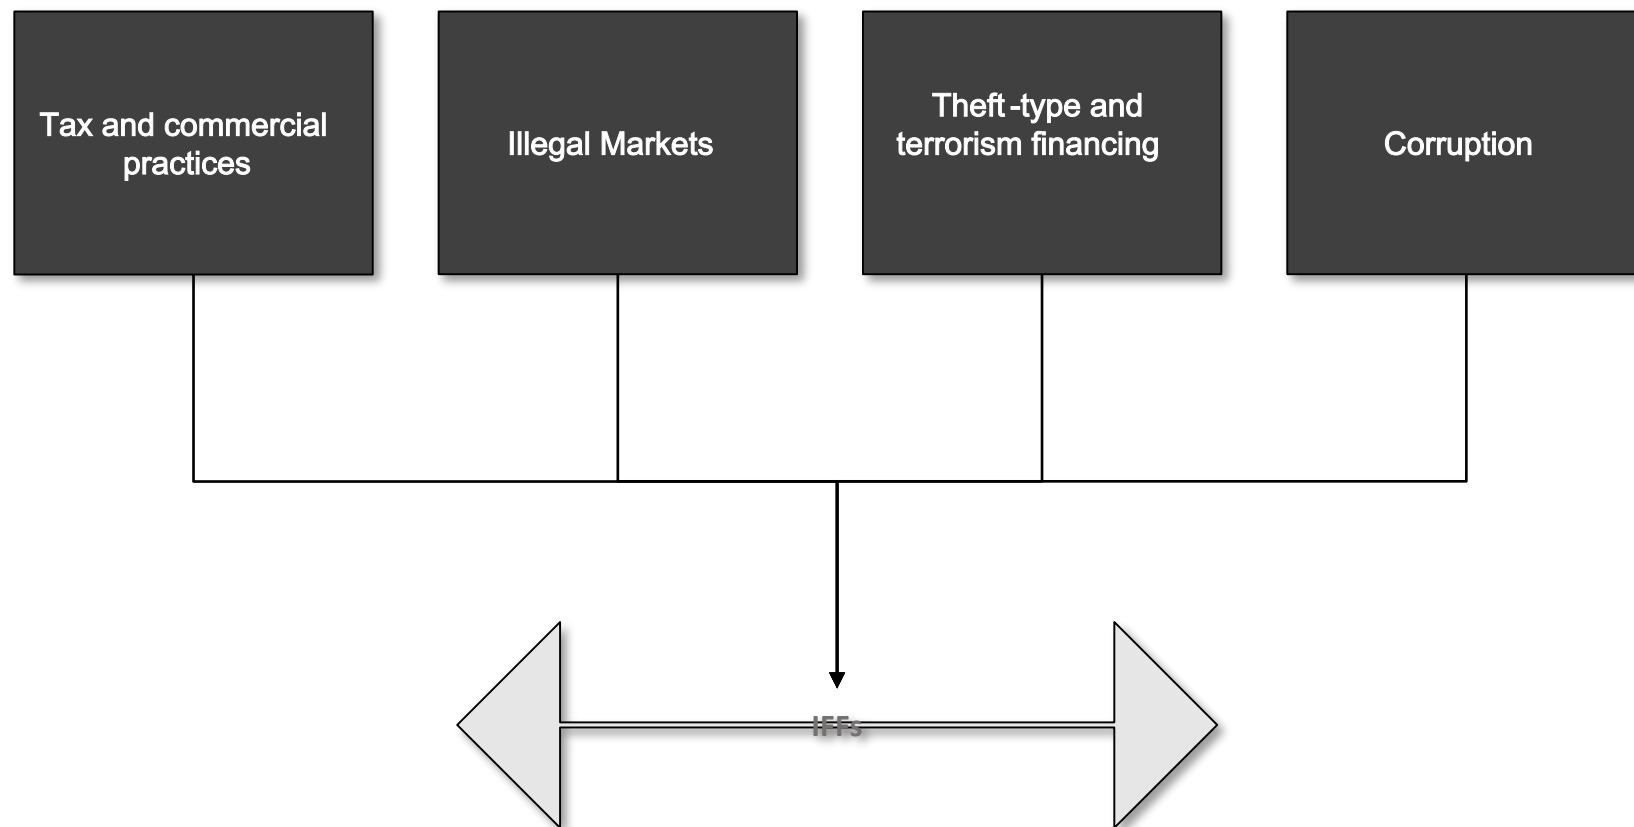 Tax and commercial
practices
Illegal Markets
Theft-type and
terrorism financing
Corruption
IFFs